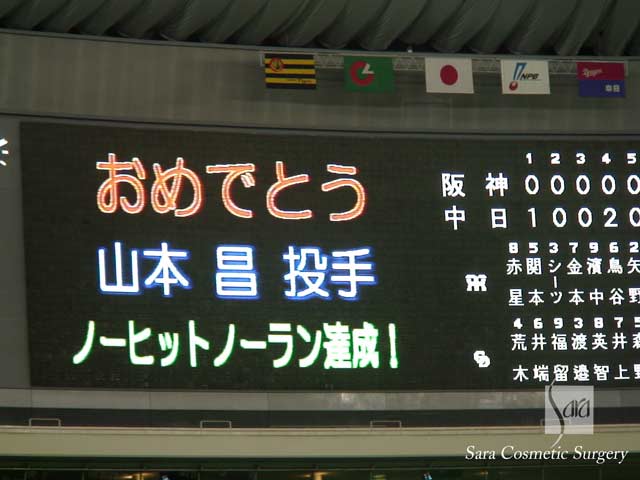 NPB
Dragons
おめでとう
山本 昌 投手
ノーヒットノーラン達成!
1 2 3 4 5
阪 神 0 0 0 0 0
中 日 1 0 0 2 0
8 5 3 7 9 6 2
赤 関 シーツ 金 濱 鳥 矢
星 本 本 中 谷 野
4 6 9 3 8 7 5
荒 井 福 渡 英 井 森
木 端 留 邉 智 上 野
Sara
Sara Cosmetic Surgery